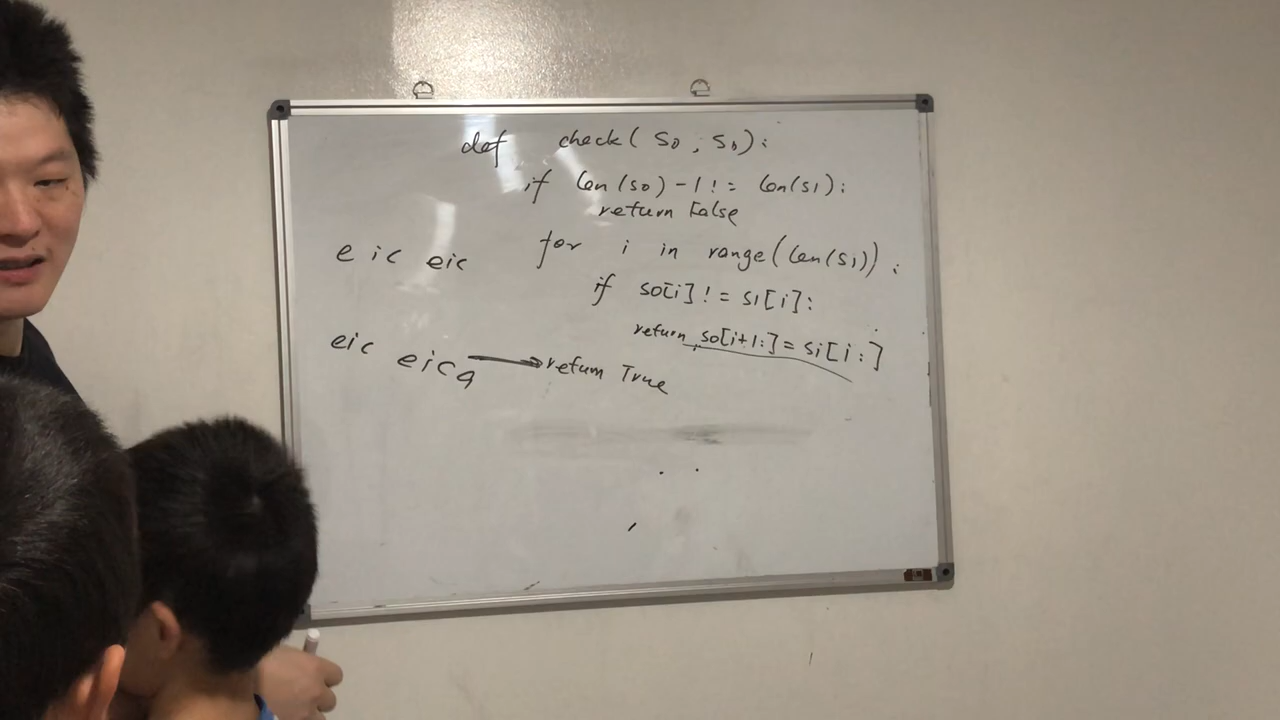 def check( s0 , s1 ):
if len(s0) - 1 != len(s1):
return False
for i in range(len(s1)):
if s0[i] != s1[i]:
return s0[i+1:] = s1[i:]
return True
eic eic
eic eica